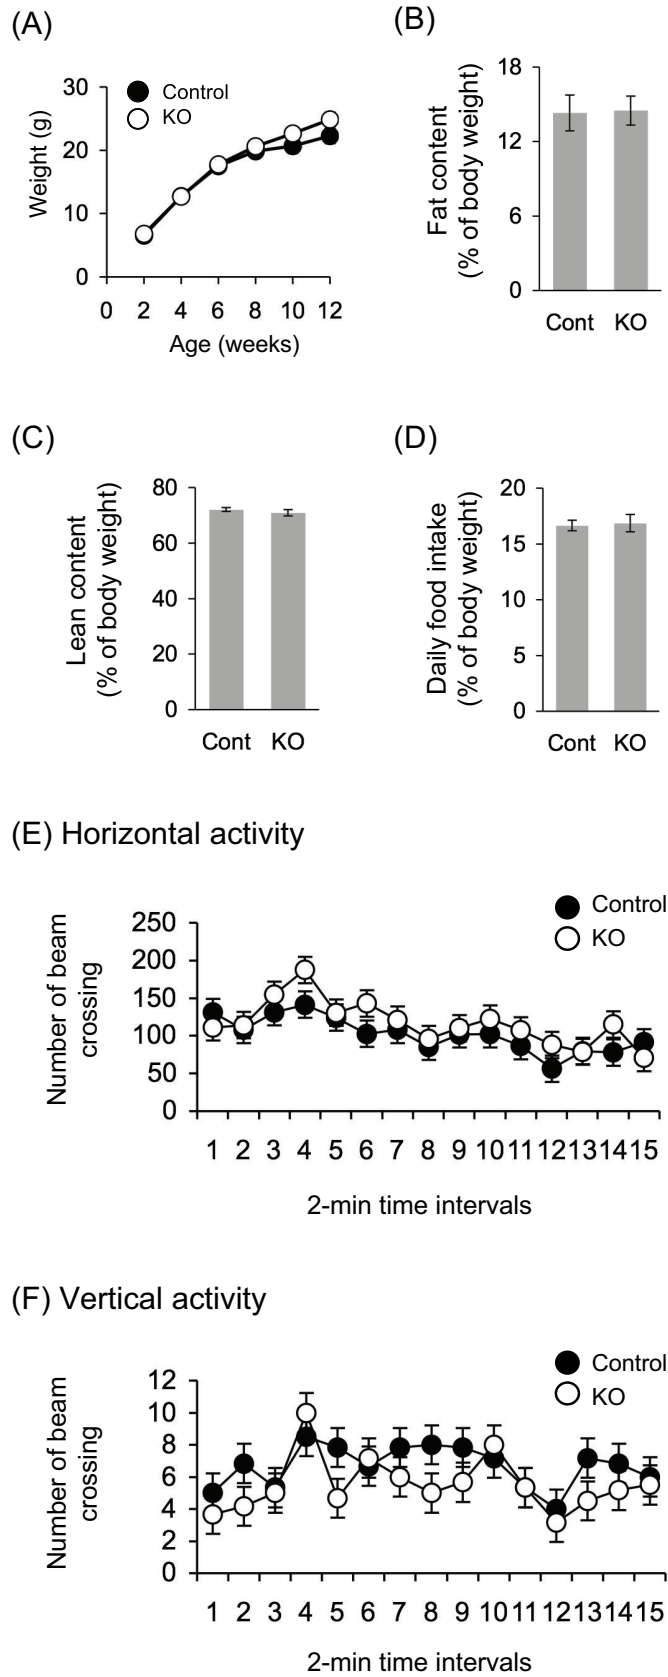 (A)
Weight (g)
30
20
10
0
Control
KO
0 2 4 6 8 10 12
Age (weeks)
(B)
Fat content
(% of body weight)
18
14
6
0
Cont KO
(C)
Lean content
(% of body weight)
80
60
40
20
0
Cont KO
(D)
Daily food intake
(% of body weight)
20
15
10
5
0
Cont KO
(E) Horizontal activity
Number of beam
crossing
250
200
150
100
50
0
Control
KO
1 2 3 4 5 6 7 8 9 10 11 12 13 14 15
2-min time intervals
(F) Vertical activity
Number of beam
crossing
12
10
8
6
4
2
0
Control
KO
1 2 3 4 5 6 7 8 9 10 11 12 13 14 15
2-min time intervals